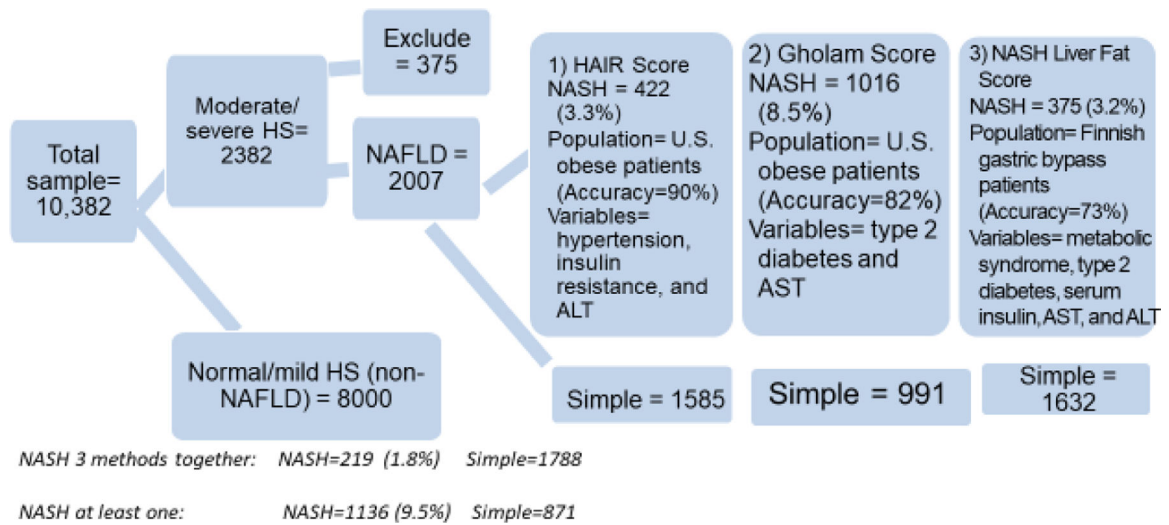 Total
sample=
10,382
Moderate/
severe HS=
2382
Exclude
= 375
NAFLD =
2007
Normal/mild HS (non-
NAFLD) = 8000
1) HAIR Score
NASH = 422
(3.3%)
Population= U.S.
obese patients
(Accuracy=90%)
Variables=
hypertension,
insulin
resistance, and
ALT
2) Gholam Score
NASH = 1016
(8.5%)
Population= U.S.
obese patients
(Accuracy=82%)
Variables= type 2
diabetes and
AST
3) NASH Liver Fat
Score
NASH = 375 (3.2%)
Population= Finnish
gastric bypass
patients
(Accuracy=73%)
Variables= metabolic
syndrome, type 2
diabetes, serum
insulin, AST, and ALT
Simple = 1585
Simple = 991
Simple =
1632
NASH 3 methods together: NASH=219 (1.8%) Simple=1788
NASH at least one: NASH=1136 (9.5%) Simple=871